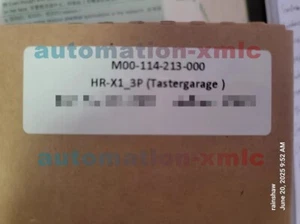 automation-xmlc
M00-114-213-000
HR-X1_3P (Tastergarage )
automation-xmlc
rainshaw
June 20, 2025 9:52 AM